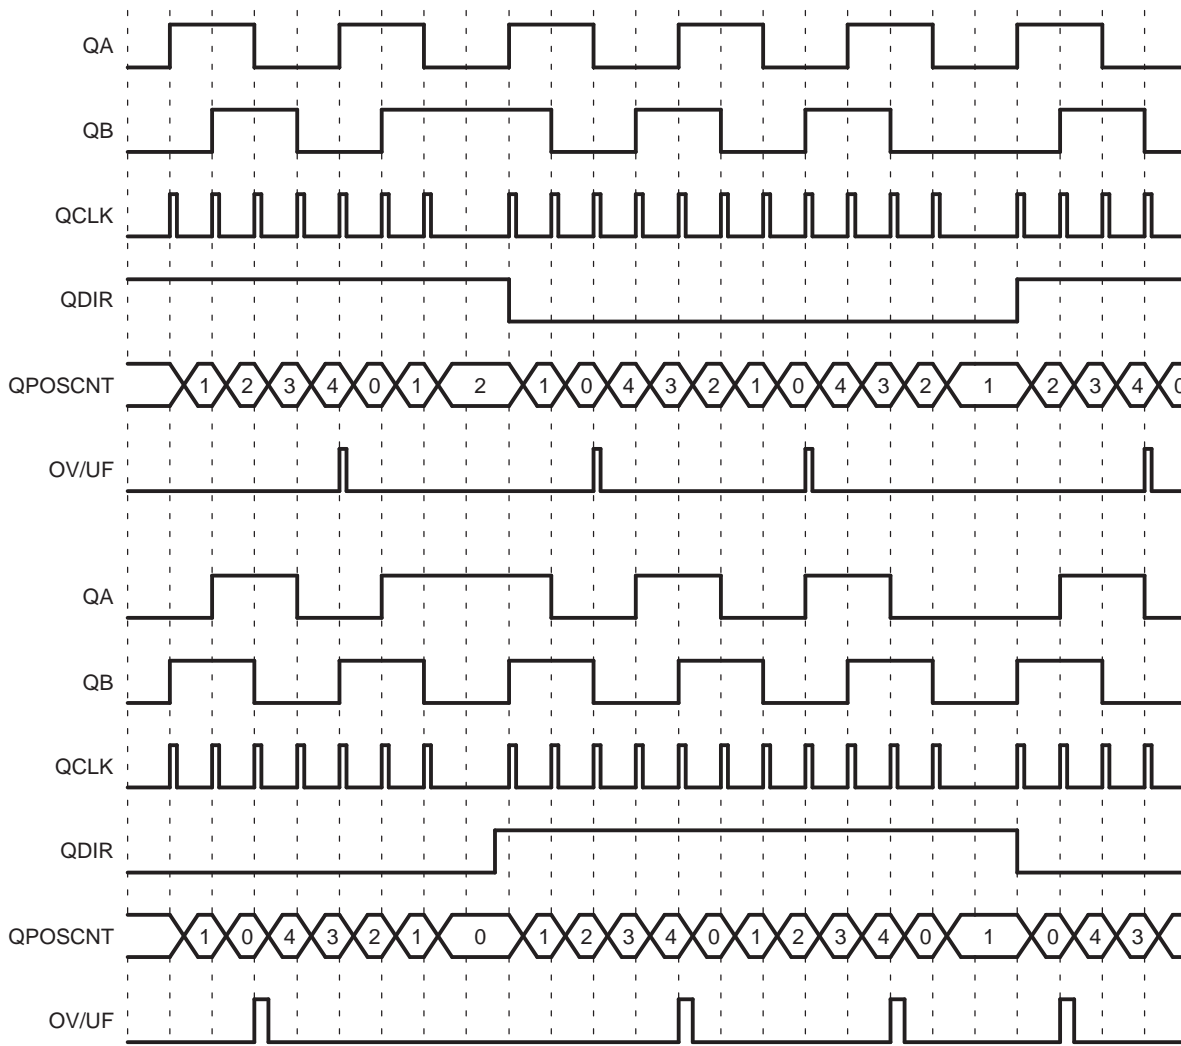 QA
QB
QCLK
QDIR
QPOSCNT 1 2 3 4 0 1 2 1 0 4 3 2 1 0 4 3 2 1 2 3 4 0
OV/UF
QA
QB
QCLK
QDIR
QPOSCNT 1 0 4 3 2 1 0 1 2 3 4 0 1 2 3 4 0 1 0 4 3
OV/UF